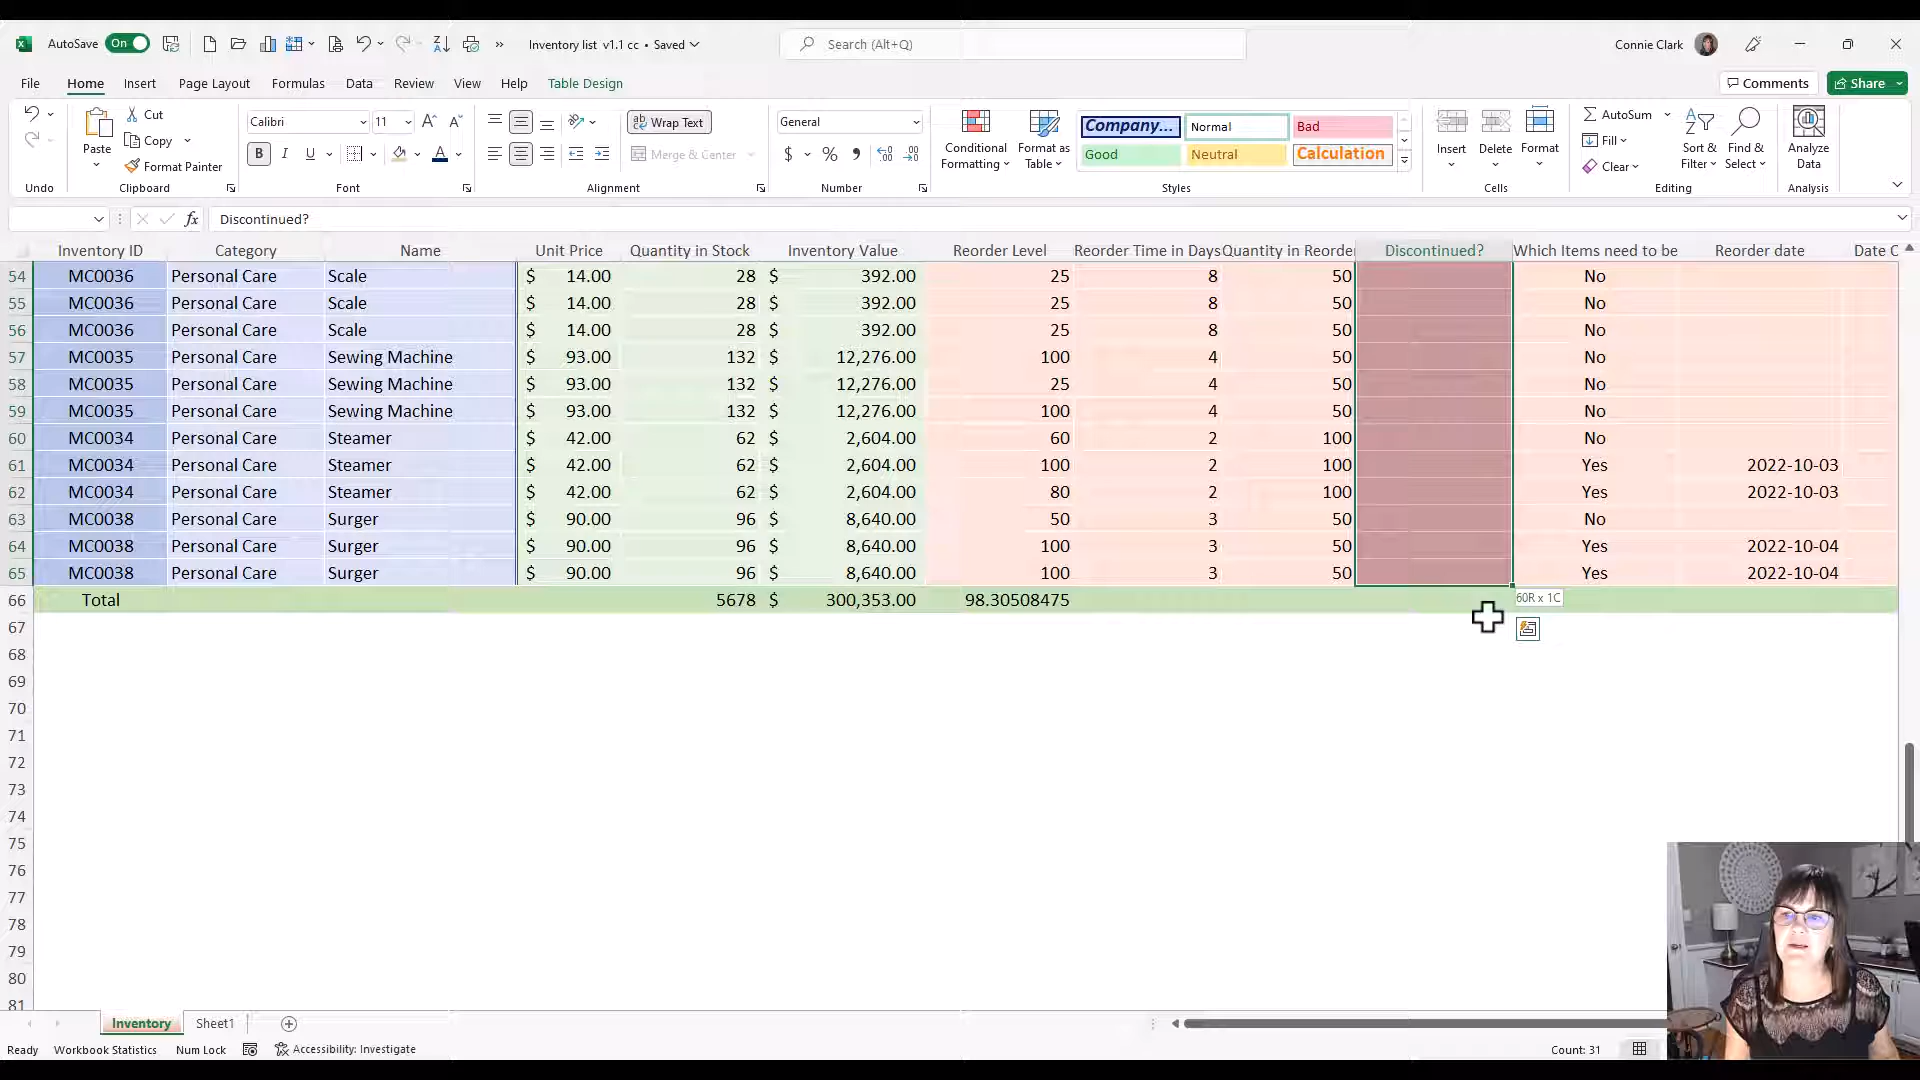 AutoSave On Inventory list v1.1 cc • Saved Search (Alt+Q) Connie Clark
File Home Insert Page Layout Formulas Data Review View Help Table Design Comments Share
Cut Calibri 11 Wrap Text General Company... Normal Bad AutoSum
Paste Copy Conditional Formatting Format as Table Insert Delete Format Fill Sort & Filter Find & Select Analyze Data
Format Painter B I U A Merge & Center $ % Good Neutral Calculation Clear
Undo Clipboard Font Alignment Number Styles Cells Editing Analysis
fx Discontinued?
Inventory ID Category Name Unit Price Quantity in Stock Inventory Value Reorder Level Reorder Time in Days Quantity in Reorder Discontinued? Which Items need to be Reorder date Date C
54 MC0036 Personal Care Scale $ 14.00 28 $ 392.00 25 8 50 No
55 MC0036 Personal Care Scale $ 14.00 28 $ 392.00 25 8 50 No
56 MC0036 Personal Care Scale $ 14.00 28 $ 392.00 25 8 50 No
57 MC0035 Personal Care Sewing Machine $ 93.00 132 $ 12,276.00 100 4 50 No
58 MC0035 Personal Care Sewing Machine $ 93.00 132 $ 12,276.00 25 4 50 No
59 MC0035 Personal Care Sewing Machine $ 93.00 132 $ 12,276.00 100 4 50 No
60 MC0034 Personal Care Steamer $ 42.00 62 $ 2,604.00 60 2 100 No
61 MC0034 Personal Care Steamer $ 42.00 62 $ 2,604.00 100 2 100 Yes 2022-10-03
62 MC0034 Personal Care Steamer $ 42.00 62 $ 2,604.00 80 2 100 Yes 2022-10-03
63 MC0038 Personal Care Surger $ 90.00 96 $ 8,640.00 50 3 50 No
64 MC0038 Personal Care Surger $ 90.00 96 $ 8,640.00 100 3 50 Yes 2022-10-04
65 MC0038 Personal Care Surger $ 90.00 96 $ 8,640.00 100 3 50 Yes 2022-10-04
66 Total 5678 $ 300,353.00 98.30508475 60R x 1C
67
68
69
70
71
72
73
74
75
76
77
78
79
80
81
Inventory Sheet1
Ready Workbook Statistics Num Lock Accessibility: Investigate Count: 31